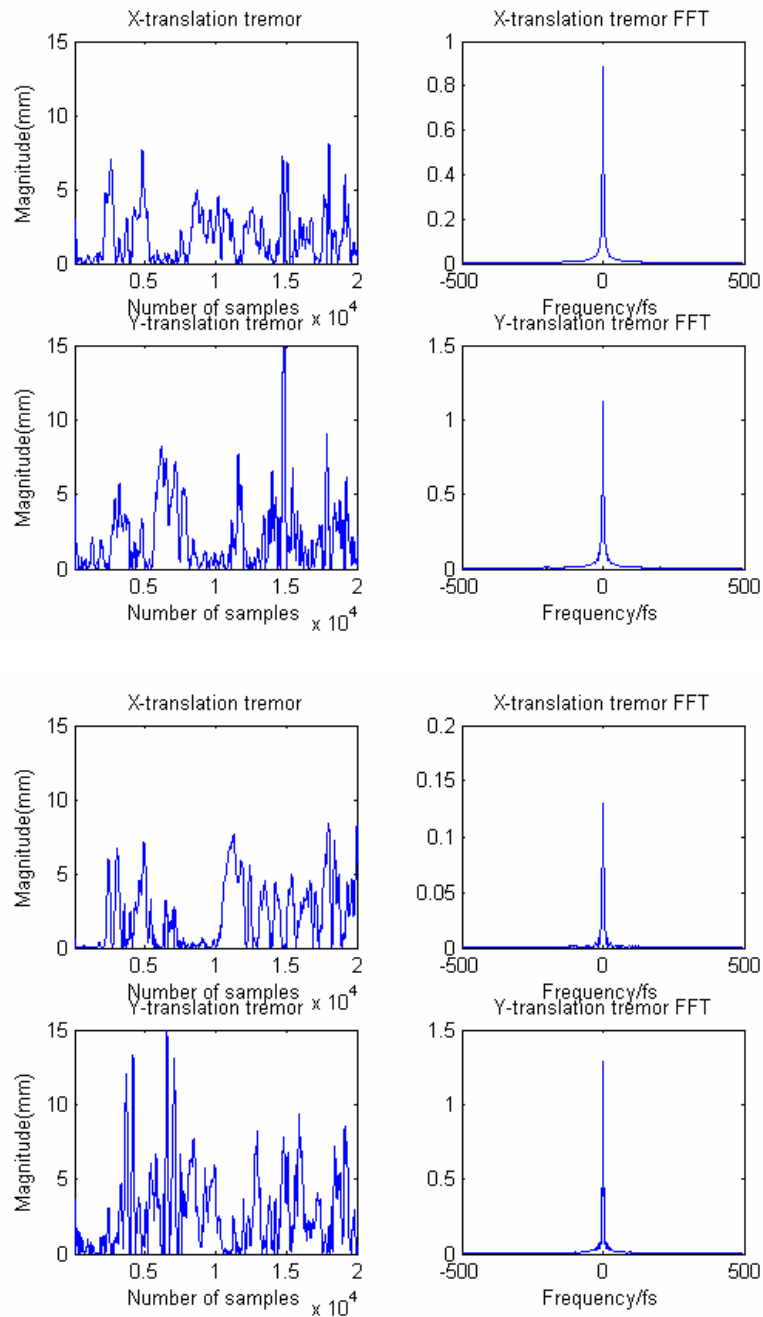 X-translation tremor
15
10
5
0
Magnitude(mm)
0.5 1 1.5 2
Number of samples
x 10^4
X-translation tremor FFT
1
0.8
0.6
0.4
0.2
0
-500 0 500
Frequency/fs
Y-translation tremor
15
10
5
0
Magnitude(mm)
0.5 1 1.5 2
Number of samples
x 10^4
Y-translation tremor FFT
1.5
1
0.5
0
-500 0 500
Frequency/fs
X-translation tremor
15
10
5
0
Magnitude(mm)
0.5 1 1.5 2
Number of samples
x 10^4
X-translation tremor FFT
0.2
0.15
0.1
0.05
0
-500 0 500
Frequency/fs
Y-translation tremor
15
10
5
0
Magnitude(mm)
0.5 1 1.5 2
Number of samples
x 10^4
Y-translation tremor FFT
1.5
1
0.5
0
-500 0 500
Frequency/fs